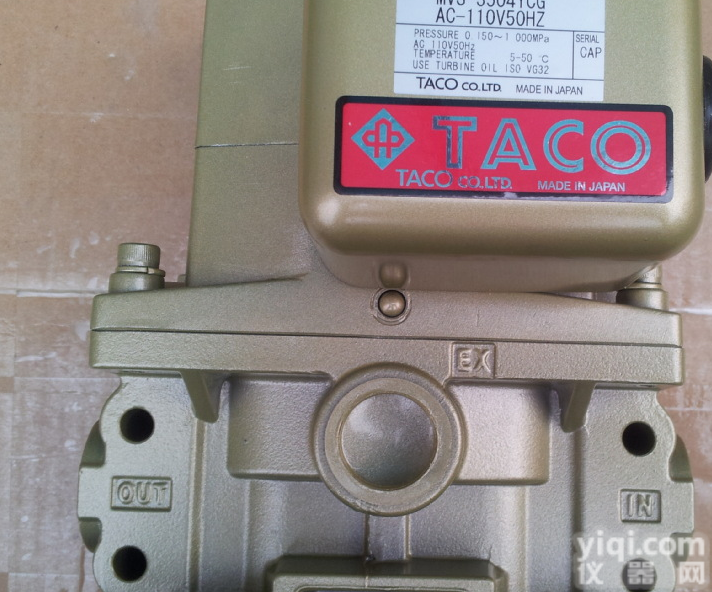 MVS-3504YCG
AC-110V50HZ
PRESSURE 0.150~1.000MPa
AC 110V50Hz
TEMPERATURE 5-50 ℃
USE TURBINE OIL ISO VG32
SERIAL
CAP
TACO CO.LTD. MADE IN JAPAN
TACO
TACO CO.LTD. MADE IN JAPAN
EX
OUT
IN
yiqi.com
仪器网